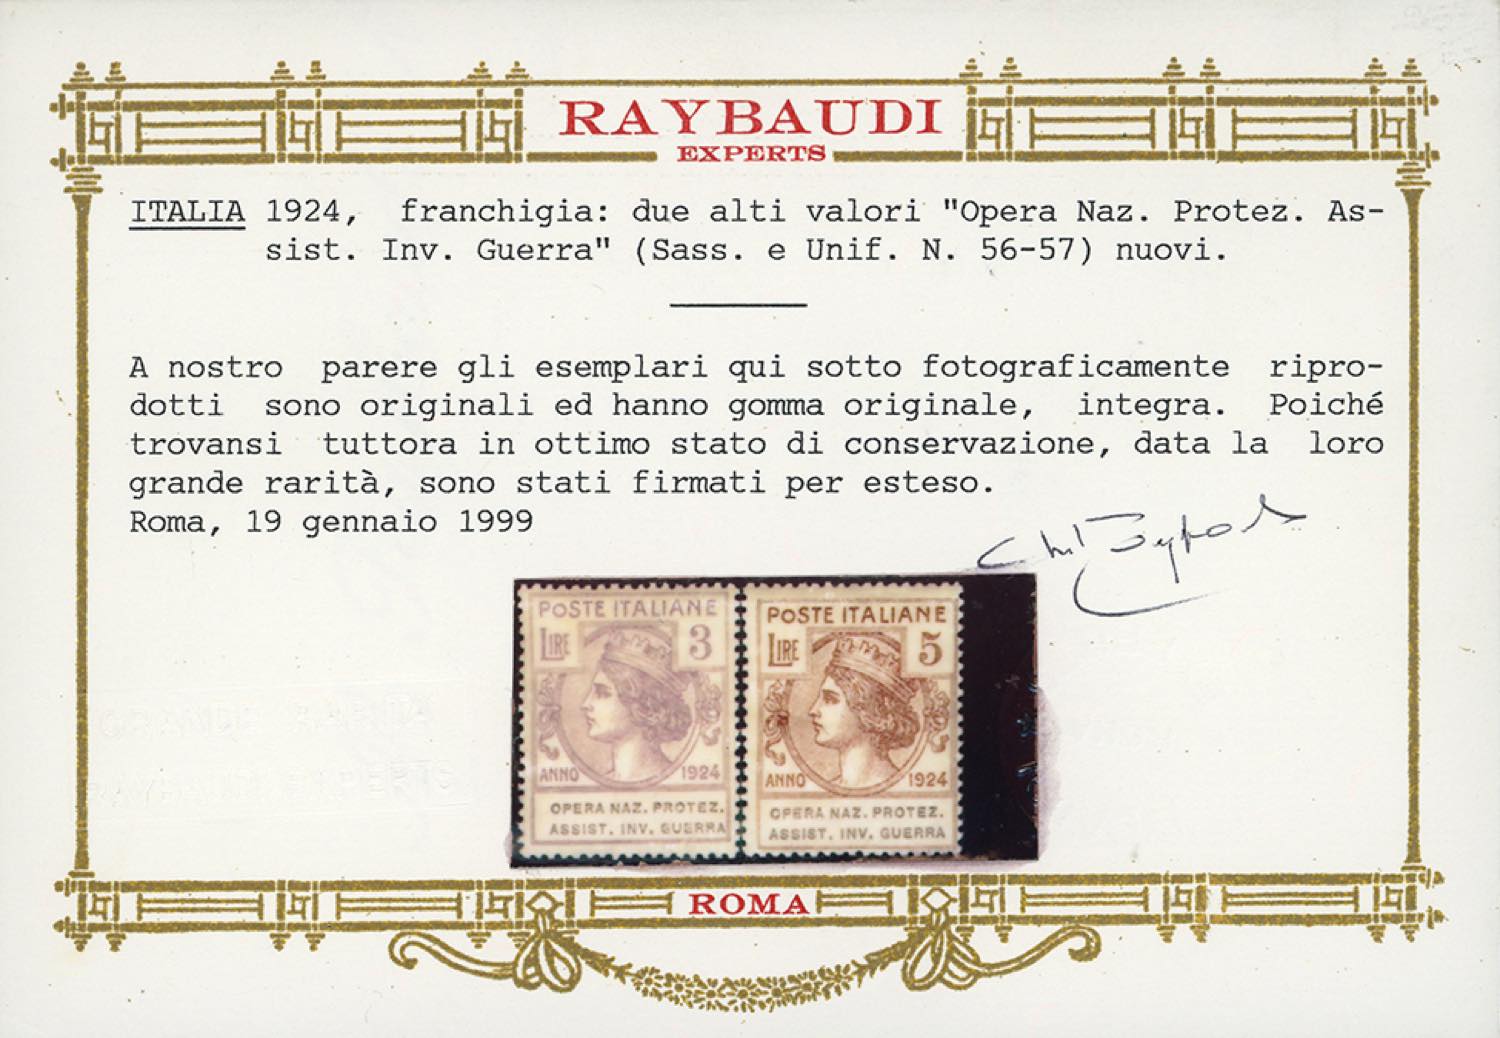 RAYBAUDI
EXPERTS
ITALIA 1924, franchigia: due alti valori "Opera Naz. Protez. As-
sist. Inv. Guerra" (Sass. e Unif. N. 56-57) nuovi.
A nostro parere gli esemplari qui sotto fotograficamente ripro-
dotti sono originali ed hanno gomma originale, integra. Poiché
trovansi tuttora in ottimo stato di conservazione, data la loro
grande rarità, sono stati firmati per esteso.
Roma, 19 gennaio 1999
POSTE ITALIANE
LIRE 3
ANNO 1924
OPERA NAZ. PROTEZ.
ASSIST. INV. GUERRA
POSTE ITALIANE
LIRE 5
ANNO 1924
OPERA NAZ. PROTEZ.
ASSIST. INV. GUERRA
ROMA